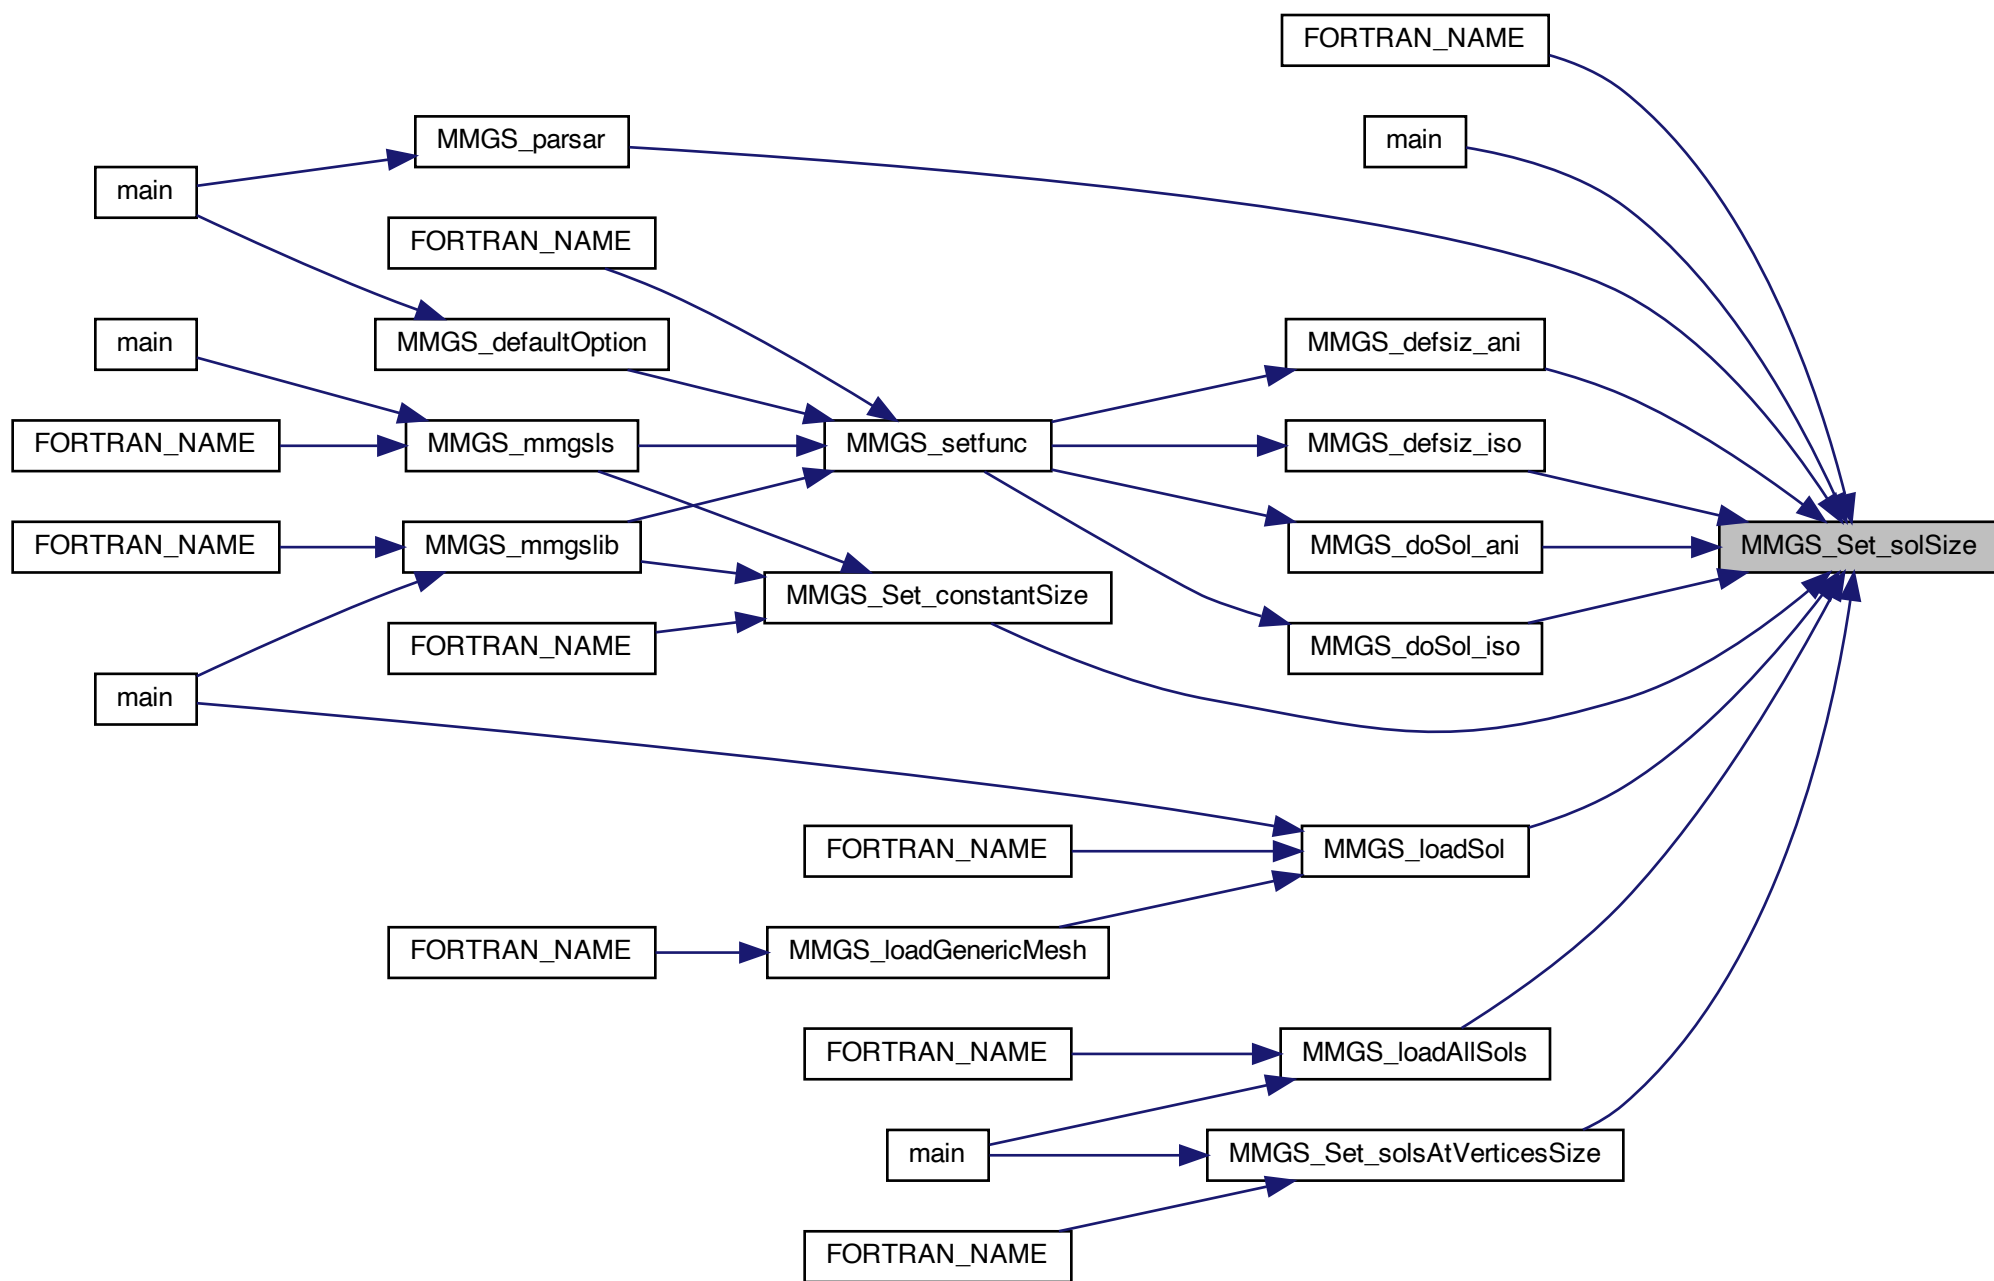 FORTRAN_NAME
main
MMGS_parsar
main
FORTRAN_NAME
main
MMGS_defaultOption
MMGS_defsiz_ani
FORTRAN_NAME
MMGS_mmgsls
MMGS_setfunc
MMGS_defsiz_iso
FORTRAN_NAME
MMGS_mmgslib
MMGS_doSol_ani
MMGS_Set_solSize
MMGS_Set_constantSize
FORTRAN_NAME
MMGS_doSol_iso
main
FORTRAN_NAME
MMGS_loadSol
FORTRAN_NAME
MMGS_loadGenericMesh
FORTRAN_NAME
MMGS_loadAllSols
main
MMGS_Set_solsAtVerticesSize
FORTRAN_NAME